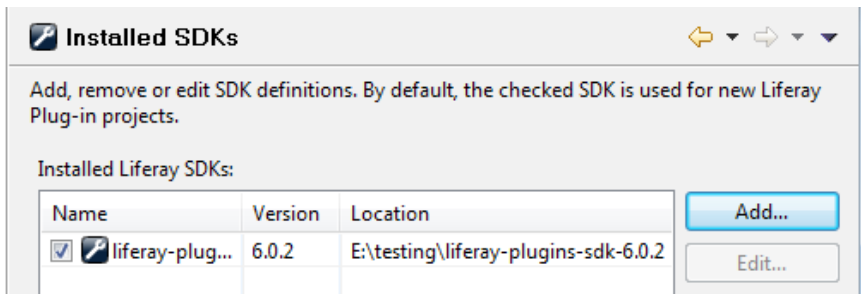 Installed SDKs
Add, remove or edit SDK definitions. By default, the checked SDK is used for new Liferay
Plug-in projects.
Installed Liferay SDKs:
Name Version Location
liferay-plug... 6.0.2 E:\testing\liferay-plugins-sdk-6.0.2
Add...
Edit...